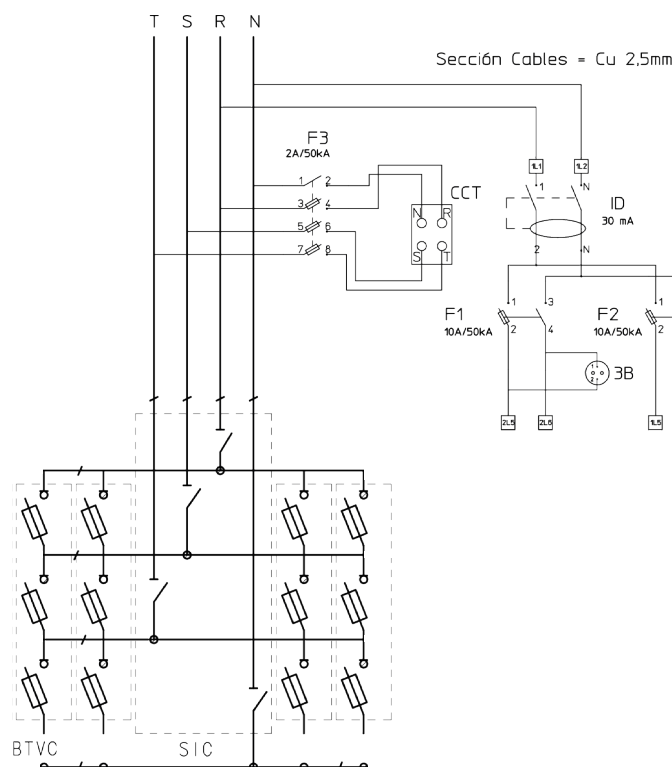 T S R N
Sección Cables = Cu 2,5mm
F3
2A/50kA
1 2
3 4
5 6
7 8
CCT
N R
S T
1L1 1L2
1 N
ID
30 mA
2 N
F1
10A/50kA
1 3
2 4
F2
10A/50kA
1
2
3B
2L5 2L6 1L5
BTVC SIC